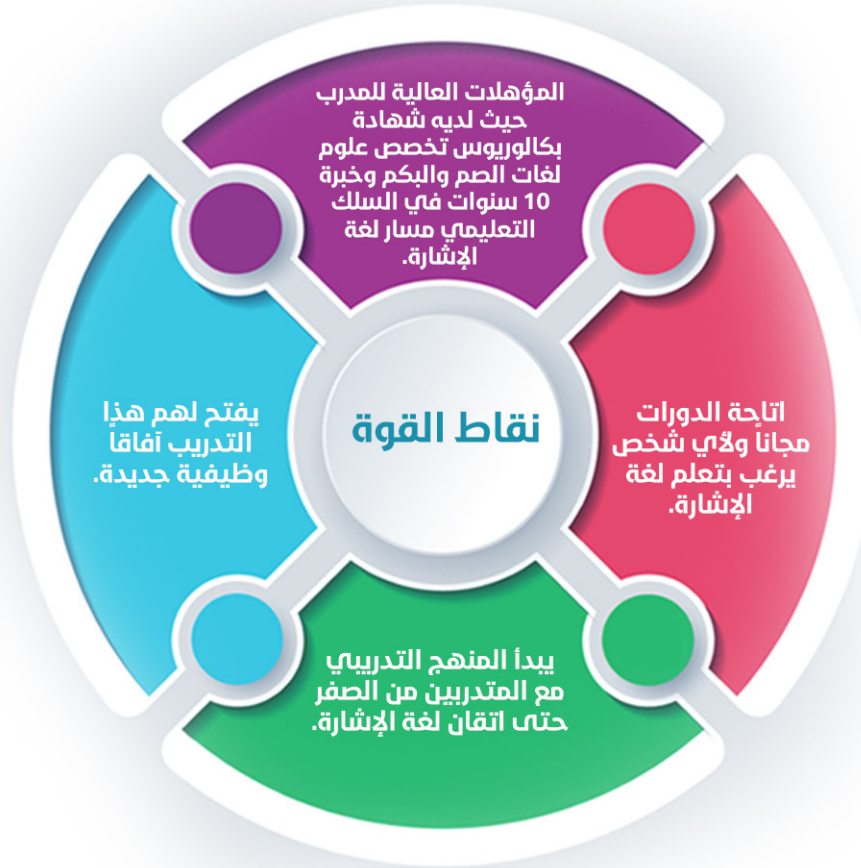 المؤهلات العالية للمدرب
حيث لديه شهادة
بكالوريوس تخصص علوم
لغات الصم والبكم وخبرة
10 سنوات في السلك
التعليمي مسار لغة
الإشارة.
اتاحة الدورات
مجاناً ولأي شخص
يرغب بتعلم لغة
الإشارة.
نقاط القوة
يفتح لهم هذا
التدريب آفاقاً
وظيفية جديدة.
يبدأ المنهج التدريبي
مع المتدربين من الصفر
حتى اتقان لغة الإشارة.